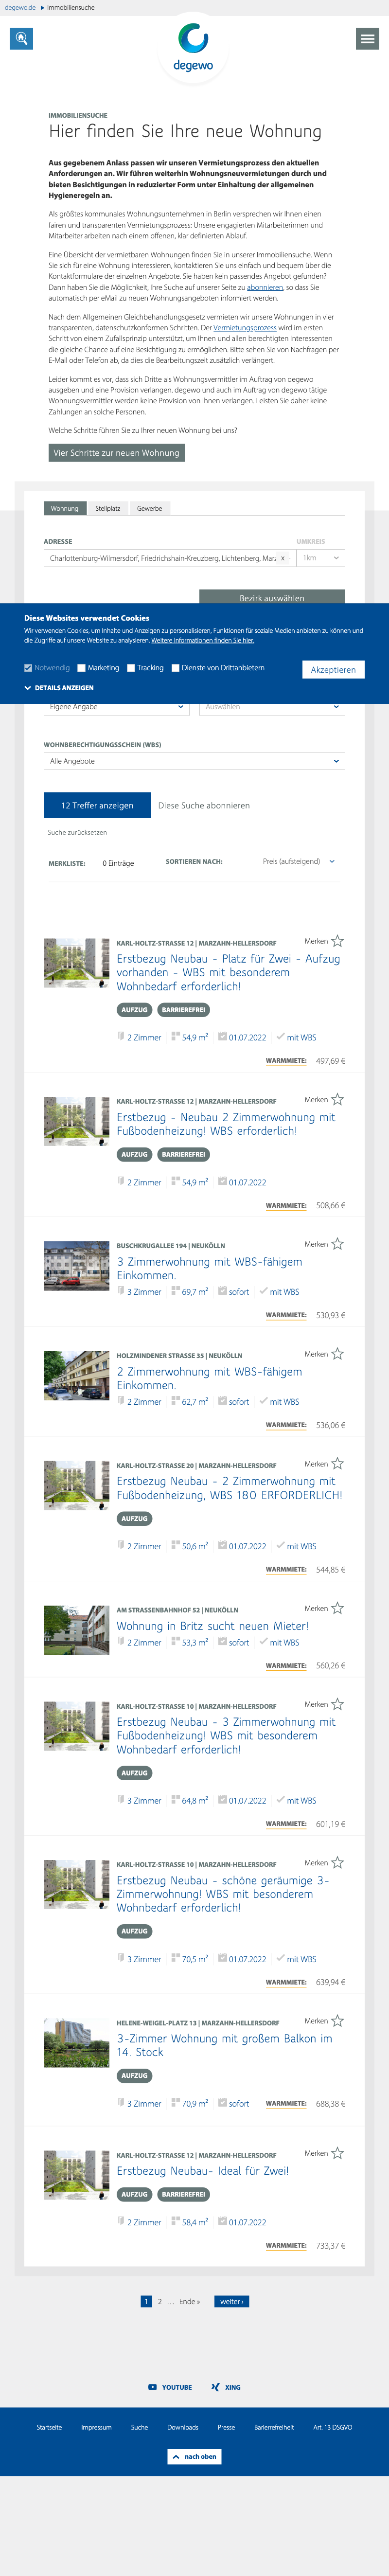 degewo.de Immobiliensuche
degewo
IMMOBILIENSUCHE
Hier finden Sie Ihre neue Wohnung
Aus gegebenem Anlass passen wir unseren Vermietungsprozess den aktuellen
Anforderungen an. Wir führen weiterhin Wohnungsneuvermietungen durch und
bieten Besichtigungen in reduzierter Form unter Einhaltung der allgemeinen
Hygieneregeln an.
Als größtes kommunales Wohnungsunternehmen in Berlin versprechen wir Ihnen einen
fairen und transparenten Vermietungsprozess: Unsere engagierten Mitarbeiterinnen und
Mitarbeiter arbeiten nach einem offenen, klar definierten Ablauf.
Eine Übersicht der vermietbaren Wohnungen finden Sie in unserer Immobiliensuche. Wenn
Sie sich für eine Wohnung interessieren, kontaktieren Sie uns einfach und bequem über die
Kontaktformulare der einzelnen Angebote. Sie haben kein passendes Angebot gefunden?
Dann haben Sie die Möglichkeit, Ihre Suche auf unserer Seite zu abonnieren, so dass Sie
automatisch per eMail zu neuen Wohnungsangeboten informiert werden.
Nach dem Allgemeinen Gleichbehandlungsgesetz vermieten wir unsere Wohnungen in vier
transparenten, datenschutzkonformen Schritten. Der Vermietungsprozess wird im ersten
Schritt von einem Zufallsprinzip unterstützt, um Ihnen und allen berechtigten Interessenten
die gleiche Chance auf eine Besichtigung zu ermöglichen. Bitte sehen Sie von Nachfragen per
E-Mail oder Telefon ab, da dies die Bearbeitungszeit zusätzlich verlängert.
Leider kommt es vor, dass sich Dritte als Wohnungsvermittler im Auftrag von degewo
ausgeben und eine Provision verlangen. degewo und auch im Auftrag von degewo tätige
Wohnungsvermittler werden keine Provision von Ihnen verlangen. Leisten Sie daher keine
Zahlungen an solche Personen.
Welche Schritte führen Sie zu Ihrer neuen Wohnung bei uns?
Vier Schritte zur neuen Wohnung
Wohnung Stellplatz Gewerbe
ADRESSE UMKREIS
Charlottenburg-Wilmersdorf, Friedrichshain-Kreuzberg, Lichtenberg, Marz x 1km
Bezirk auswählen
Diese Websites verwendet Cookies
Wir verwenden Cookies, um Inhalte und Anzeigen zu personalisieren, Funktionen für soziale Medien anbieten zu können und
die Zugriffe auf unsere Website zu analysieren. Weitere Informationen finden Sie hier.
Notwendig Marketing Tracking Dienste von Drittanbietern Akzeptieren
DETAILS ANZEIGEN
Eigene Angabe Auswählen
WOHNBERECHTIGUNGSSCHEIN (WBS)
Alle Angebote
12 Treffer anzeigen Diese Suche abonnieren
Suche zurücksetzen
MERKLISTE: 0 Einträge SORTIEREN NACH: Preis (aufsteigend)
KARL-HOLTZ-STRASSE 12 | MARZAHN-HELLERSDORF Merken
Erstbezug Neubau - Platz für Zwei - Aufzug
vorhanden - WBS mit besonderem
Wohnbedarf erforderlich!
AUFZUG BARRIEREFREI
2 Zimmer 54,9 m² 01.07.2022 mit WBS
WARMMIETE: 497,69 €
KARL-HOLTZ-STRASSE 12 | MARZAHN-HELLERSDORF Merken
Erstbezug - Neubau 2 Zimmerwohnung mit
Fußbodenheizung! WBS erforderlich!
AUFZUG BARRIEREFREI
2 Zimmer 54,9 m² 01.07.2022
WARMMIETE: 508,66 €
BUSCHKRUGALLEE 194 | NEUKÖLLN Merken
3 Zimmerwohnung mit WBS-fähigem
Einkommen.
3 Zimmer 69,7 m² sofort mit WBS
WARMMIETE: 530,93 €
HOLZMINDENER STRASSE 35 | NEUKÖLLN Merken
2 Zimmerwohnung mit WBS-fähigem
Einkommen.
2 Zimmer 62,7 m² sofort mit WBS
WARMMIETE: 536,06 €
KARL-HOLTZ-STRASSE 20 | MARZAHN-HELLERSDORF Merken
Erstbezug Neubau - 2 Zimmerwohnung mit
Fußbodenheizung, WBS 180 ERFORDERLICH!
AUFZUG
2 Zimmer 50,6 m² 01.07.2022 mit WBS
WARMMIETE: 544,85 €
AM STRASSENBAHNHOF 52 | NEUKÖLLN Merken
Wohnung in Britz sucht neuen Mieter!
2 Zimmer 53,3 m² sofort mit WBS
WARMMIETE: 560,26 €
KARL-HOLTZ-STRASSE 10 | MARZAHN-HELLERSDORF Merken
Erstbezug Neubau - 3 Zimmerwohnung mit
Fußbodenheizung! WBS mit besonderem
Wohnbedarf erforderlich!
AUFZUG
3 Zimmer 64,8 m² 01.07.2022 mit WBS
WARMMIETE: 601,19 €
KARL-HOLTZ-STRASSE 10 | MARZAHN-HELLERSDORF Merken
Erstbezug Neubau - schöne geräumige 3-
Zimmerwohnung! WBS mit besonderem
Wohnbedarf erforderlich!
AUFZUG
3 Zimmer 70,5 m² 01.07.2022 mit WBS
WARMMIETE: 639,94 €
HELENE-WEIGEL-PLATZ 13 | MARZAHN-HELLERSDORF Merken
3-Zimmer Wohnung mit großem Balkon im
14. Stock
AUFZUG
3 Zimmer 70,9 m² sofort WARMMIETE: 688,38 €
KARL-HOLTZ-STRASSE 12 | MARZAHN-HELLERSDORF Merken
Erstbezug Neubau- Ideal für Zwei!
AUFZUG BARRIEREFREI
2 Zimmer 58,4 m² 01.07.2022
WARMMIETE: 733,37 €
1 2 … Ende » weiter ›
YOUTUBE XING
Startseite Impressum Suche Downloads Presse Barierrefreiheit Art. 13 DSGVO
nach oben